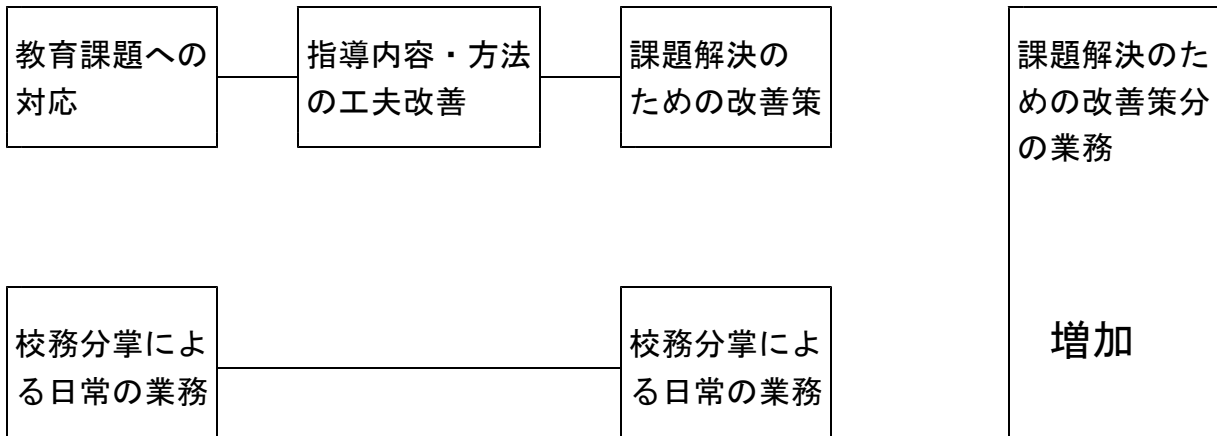 教育課題への
対応
指導内容・方法
の工夫改善
課題解決の
ための改善策
課題解決のた
めの改善策分
の業務
校務分掌によ
る日常の業務
校務分掌によ
る日常の業務
増加